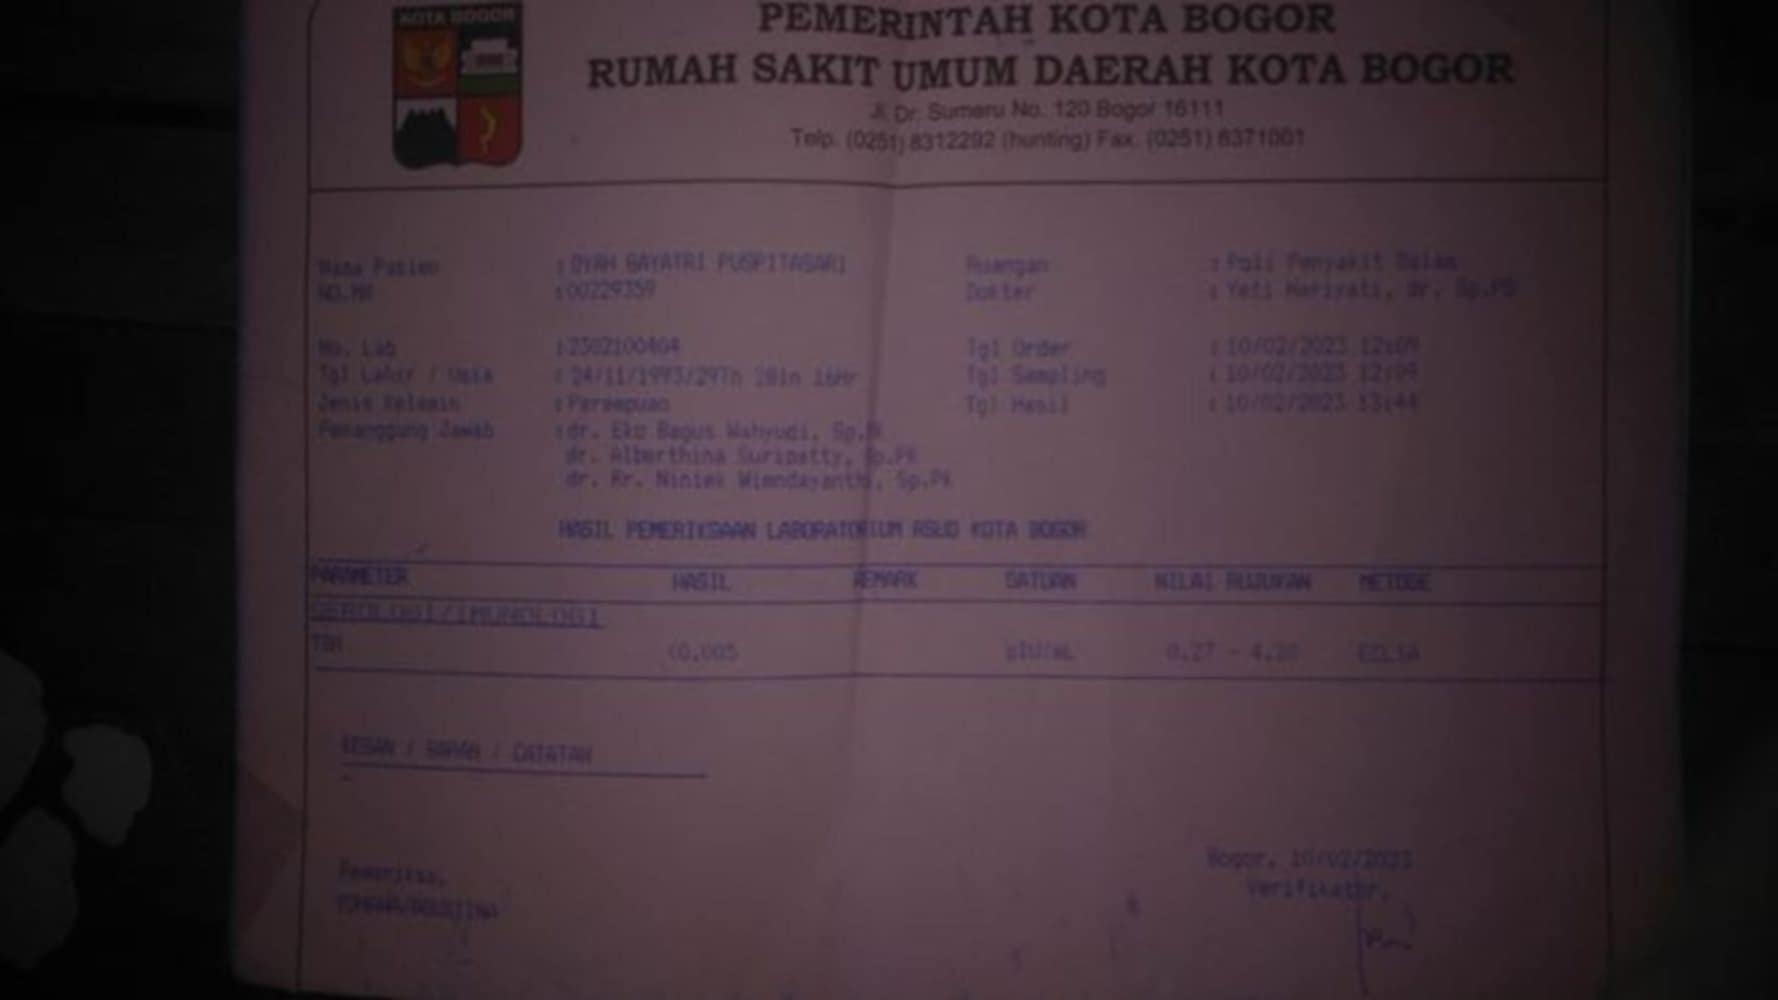 KOTA BOGOR
PEMERINTAH KOTA BOGOR
RUMAH SAKIT UMUM DAERAH KOTA BOGOR
Jl. Dr. Sumeru No. 120 Bogor 16111
Telp. (0251) 8312292 (hunting) Fax. (0251) 8371001
Nama Pasien : DYAH GAYATRI PUSPITASARI Ruangan : Poli Penyakit Dalam
NO.MR : 00229359 Dokter : Yeti Hariyati, dr. Sp.PD
No. Lab : 2302100404 Tgl Order : 10/02/2023 12:09
Tgl Lahir / Usia : 24/11/1993/29Th 2Bln 16Hr Tgl Sampling : 10/02/2023 12:09
Jenis Kelamin : Perempuan Tgl Hasil : 10/02/2023 13:44
Penanggung Jawab : dr. Eko Bagus Wahyudi, Sp.PK
dr. Alberthina Suripatty, Sp.PK
dr. Rr. Niniek Sp.PK
HASIL PEMERIKSAAN LABORATORIUM RSUD KOTA BOGOR
PARAMETER HASIL REMARK SATUAN NILAI RUJUKAN METODE
SEROLOGI/IMUNOLOGI
TSH <0,005 0,27 - 4,20
KESAN / SARAN / CATATAN
Bogor, 10/02/2023
Pemeriksa, Verifikator,